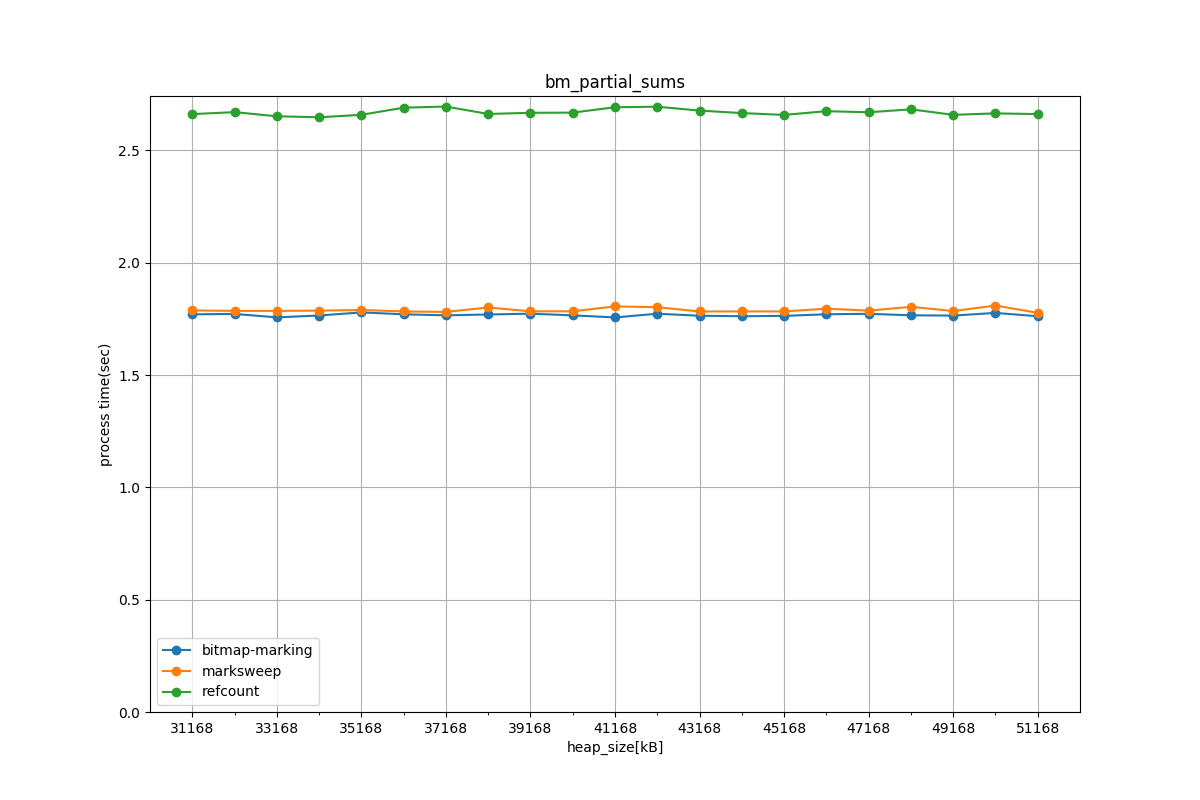 bm_partial_sums
process time(sec)
2.5
2.0
1.5
1.0
0.5
0.0
bitmap-marking
marksweep
refcount
31168 33168 35168 37168 39168 41168 43168 45168 47168 49168 51168
heap_size[kB]